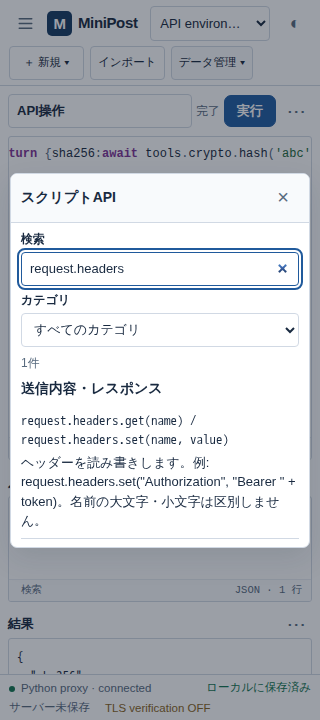 M MiniPost API environ…
＋ 新規 ▾ インポート データ管理 ▾
API操作 完了 実行 ···
turn {sha256:await tools.crypto.hash('abc'
スクリプトAPI ×
検索
request.headers ×
カテゴリ
すべてのカテゴリ
1件
送信内容・レスポンス
request.headers.get(name) /
request.headers.set(name, value)
ヘッダーを読み書きします。例:
request.headers.set("Authorization", "Bearer " +
token)。名前の大文字・小文字は区別しませ
ん。
検索 JSON · 1 行
結果 ···
{
Python proxy · connected ローカルに保存済み
サーバー未保存 TLS verification OFF